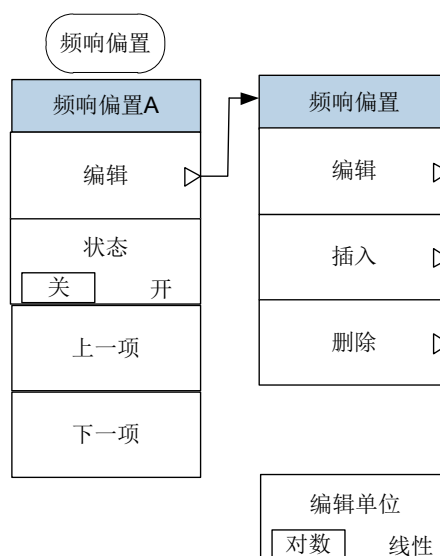 频响偏置
频响偏置A
编辑
状态
关 开
上一项
下一项
频响偏置
编辑
插入
删除
编辑单位
对数 线性